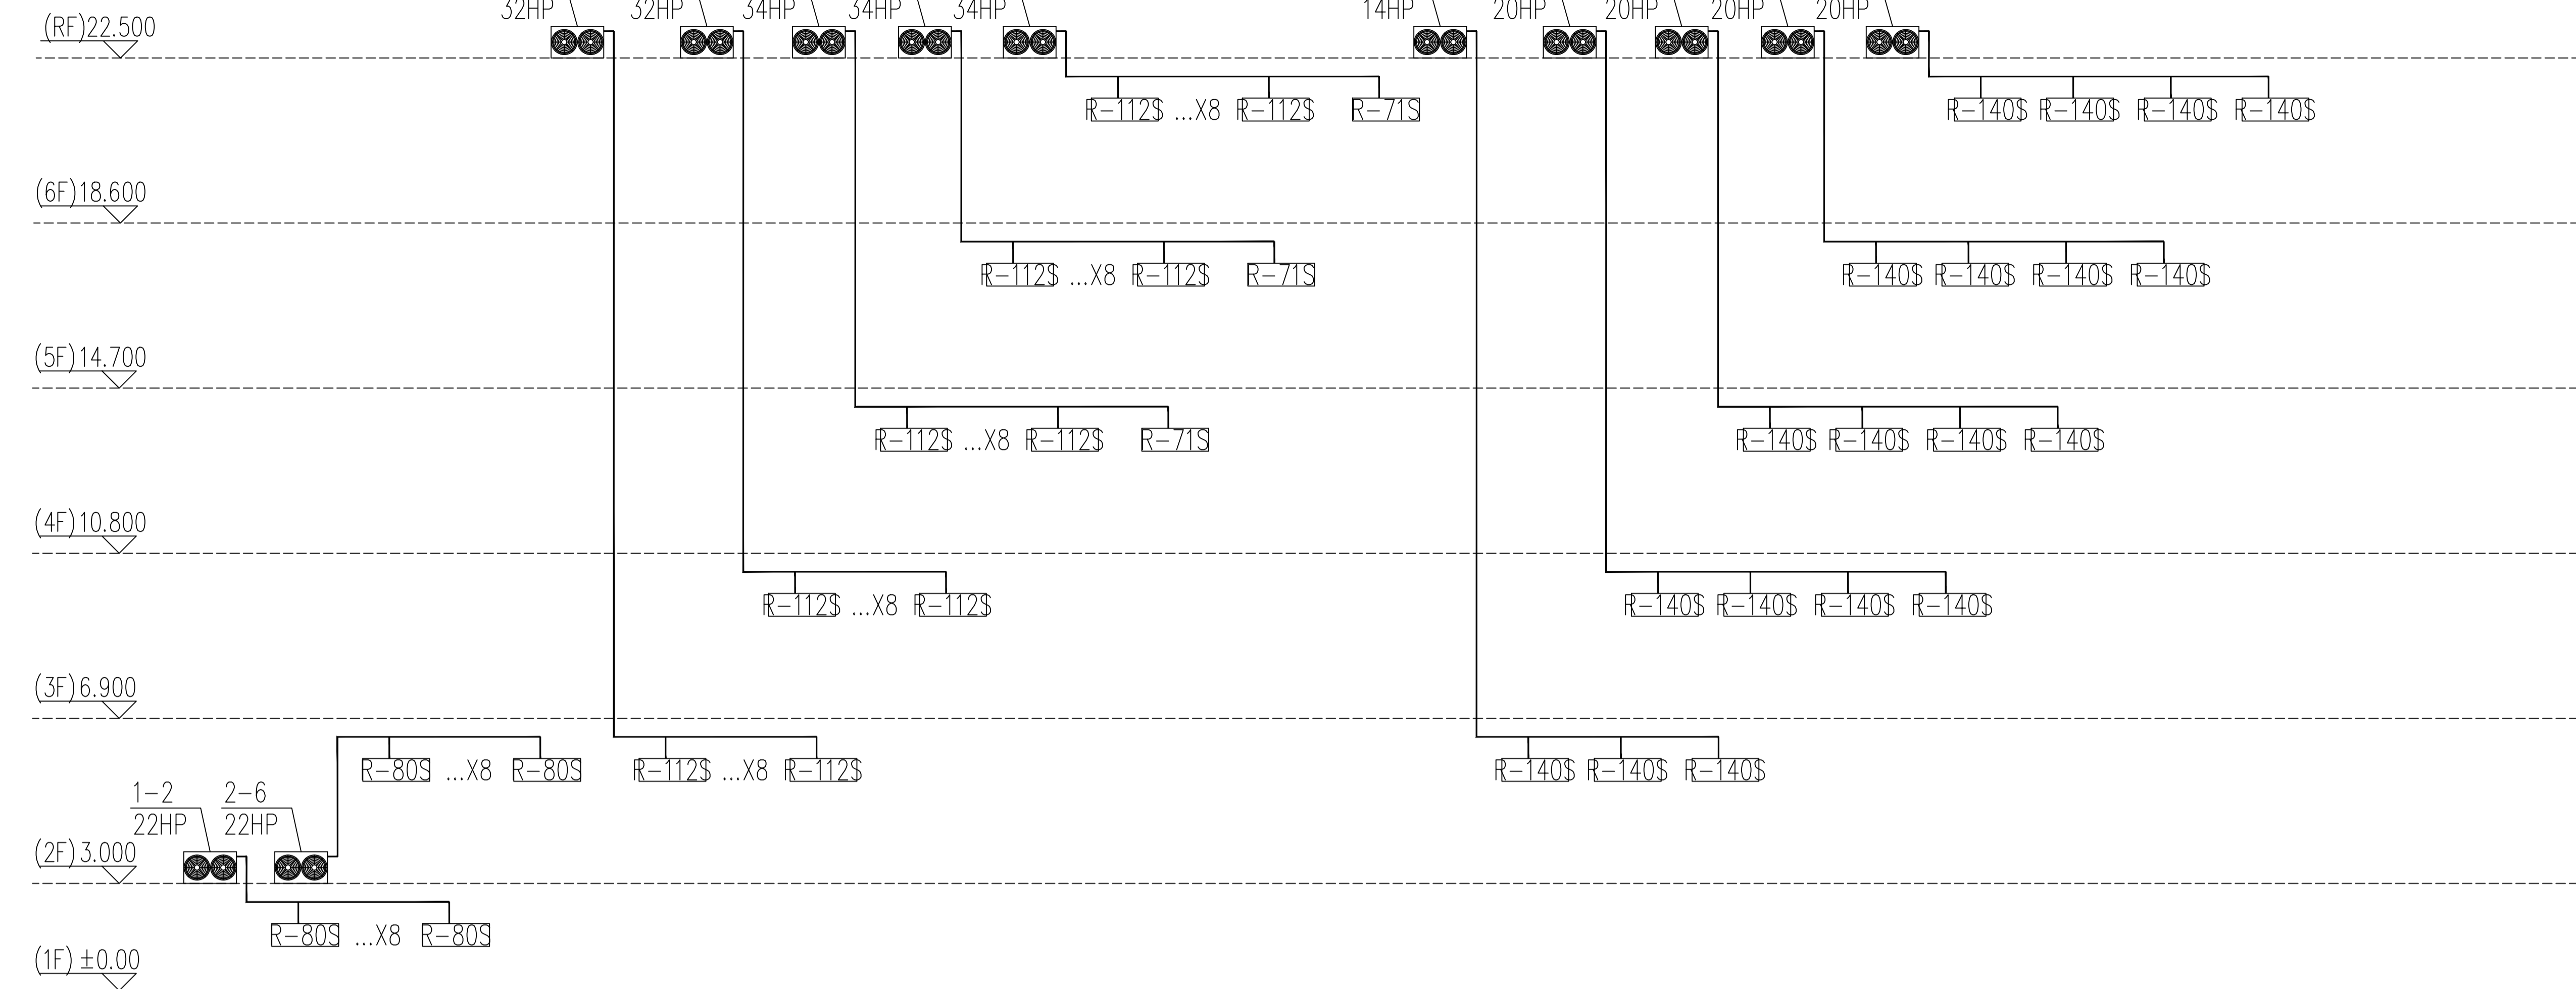 32HP 32HP 34HP 34HP 34HP 14HP 20HP 20HP 20HP 20HP
(RF)22.500
R-112S ...X8 R-112S R-71S R-140S R-140S R-140S R-140S
(6F)18.600
R-112S ...X8 R-112S R-71S R-140S R-140S R-140S R-140S
(5F)14.700
R-112S ...X8 R-112S R-71S R-140S R-140S R-140S R-140S
(4F)10.800
R-112S ...X8 R-112S R-140S R-140S R-140S R-140S
(3F)6.900
R-80S ...X8 R-80S R-112S ...X8 R-112S R-140S R-140S R-140S
1-2 2-6
22HP 22HP
(2F)3.000
R-80S ...X8 R-80S
(1F)±0.00